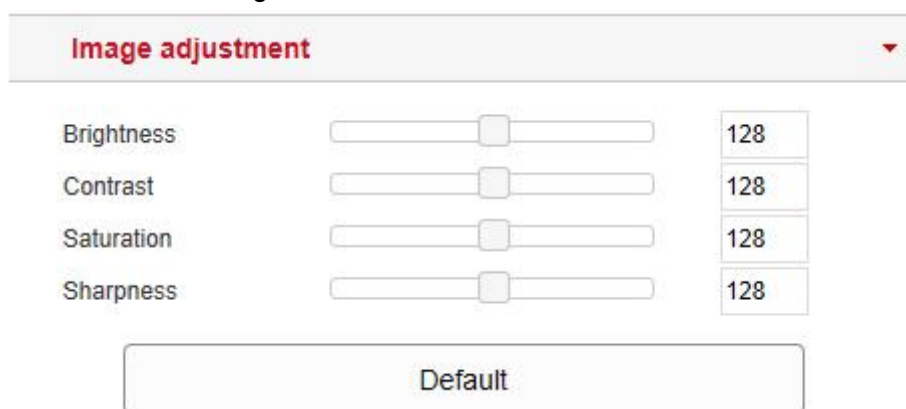 Image adjustment
Brightness 128
Contrast 128
Saturation 128
Sharpness 128
Default